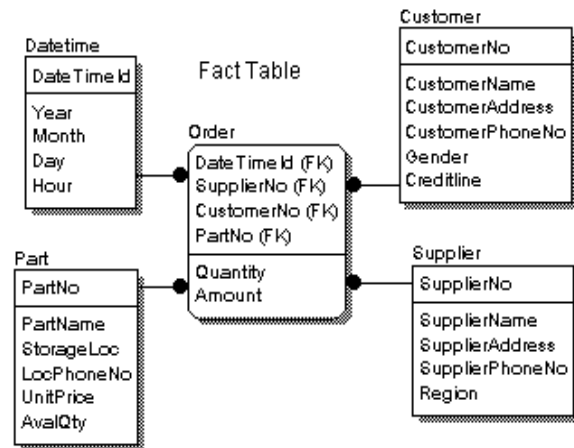 Datetime
DateTimeId
Year
Month
Day
Hour
Fact Table
Customer
CustomerNo
CustomerName
CustomerAddress
CustomerPhoneNo
Gender
Creditline
Order
DateTimeId (FK)
SupplierNo (FK)
CustomerNo (FK)
PartNo (FK)
Quantity
Amount
Part
PartNo
PartName
StorageLoc
LocPhoneNo
UnitPrice
AvalQty
Supplier
SupplierNo
SupplierName
SupplierAddress
SupplierPhoneNo
Region